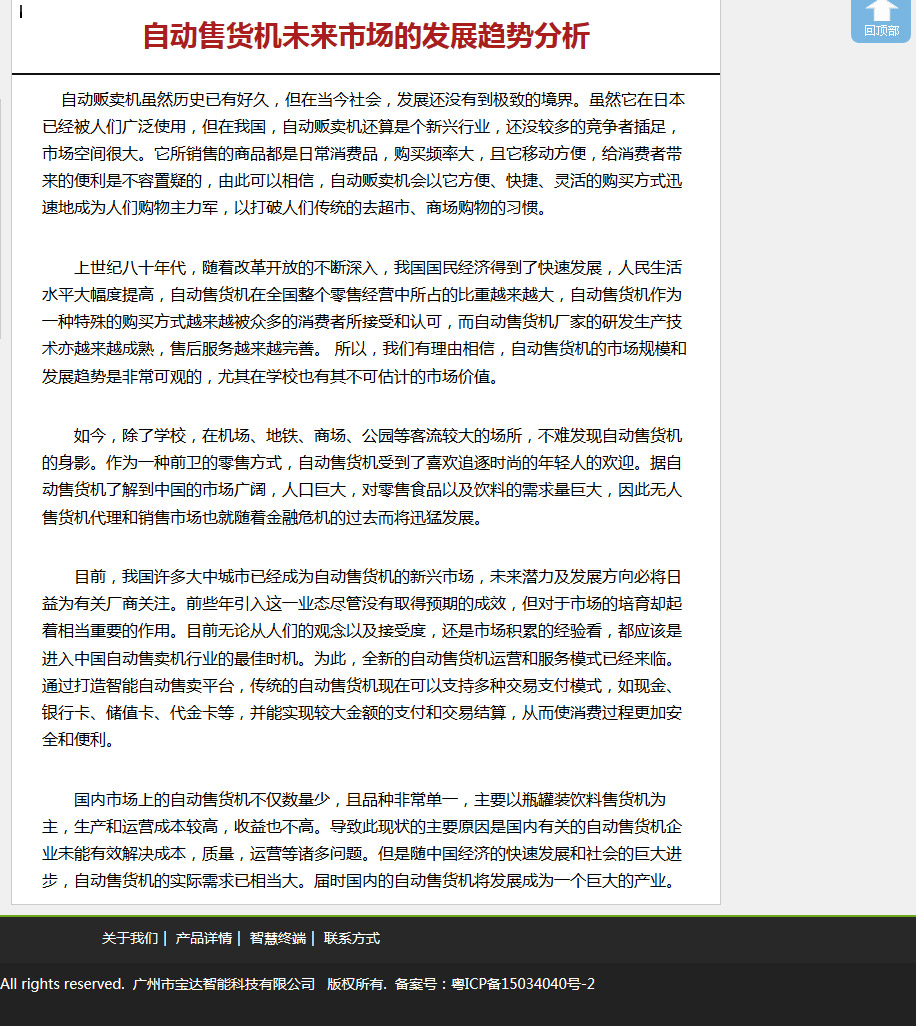 回顶部
自动售货机未来市场的发展趋势分析
自动贩卖机虽然历史已有好久，但在当今社会，发展还没有到极致的境界。虽然它在日本
已经被人们广泛使用，但在我国，自动贩卖机还算是个新兴行业，还没较多的竞争者插足，
市场空间很大。它所销售的商品都是日常消费品，购买频率大，且它移动方便，给消费者带
来的便利是不容置疑的，由此可以相信，自动贩卖机会以它方便、快捷、灵活的购买方式迅
速地成为人们购物主力军，以打破人们传统的去超市、商场购物的习惯。
上世纪八十年代，随着改革开放的不断深入，我国国民经济得到了快速发展，人民生活
水平大幅度提高，自动售货机在全国整个零售经营中所占的比重越来越大，自动售货机作为
一种特殊的购买方式越来越被众多的消费者所接受和认可，而自动售货机厂家的研发生产技
术亦越来越成熟，售后服务越来越完善。 所以，我们有理由相信，自动售货机的市场规模和
发展趋势是非常可观的，尤其在学校也有其不可估计的市场价值。
如今，除了学校，在机场、地铁、商场、公园等客流较大的场所，不难发现自动售货机
的身影。作为一种前卫的零售方式，自动售货机受到了喜欢追逐时尚的年轻人的欢迎。据自
动售货机了解到中国的市场广阔，人口巨大，对零售食品以及饮料的需求量巨大，因此无人
售货机代理和销售市场也就随着金融危机的过去而将迅猛发展。
目前，我国许多大中城市已经成为自动售货机的新兴市场，未来潜力及发展方向必将日
益为有关厂商关注。前些年引入这一业态尽管没有取得预期的成效，但对于市场的培育却起
着相当重要的作用。目前无论从人们的观念以及接受度，还是市场积累的经验看，都应该是
进入中国自动售卖机行业的最佳时机。为此，全新的自动售货机运营和服务模式已经来临。
通过打造智能自动售卖平台，传统的自动售货机现在可以支持多种交易支付模式，如现金、
银行卡、储值卡、代金卡等，并能实现较大金额的支付和交易结算，从而使消费过程更加安
全和便利。
国内市场上的自动售货机不仅数量少，且品种非常单一，主要以瓶罐装饮料售货机为
主，生产和运营成本较高，收益也不高。导致此现状的主要原因是国内有关的自动售货机企
业未能有效解决成本，质量，运营等诸多问题。但是随中国经济的快速发展和社会的巨大进
步，自动售货机的实际需求已相当大。届时国内的自动售货机将发展成为一个巨大的产业。
关于我们 | 产品详情 | 智慧终端 | 联系方式
All rights reserved. 广州市宝达智能科技有限公司 版权所有. 备案号：粤ICP备15034040号-2